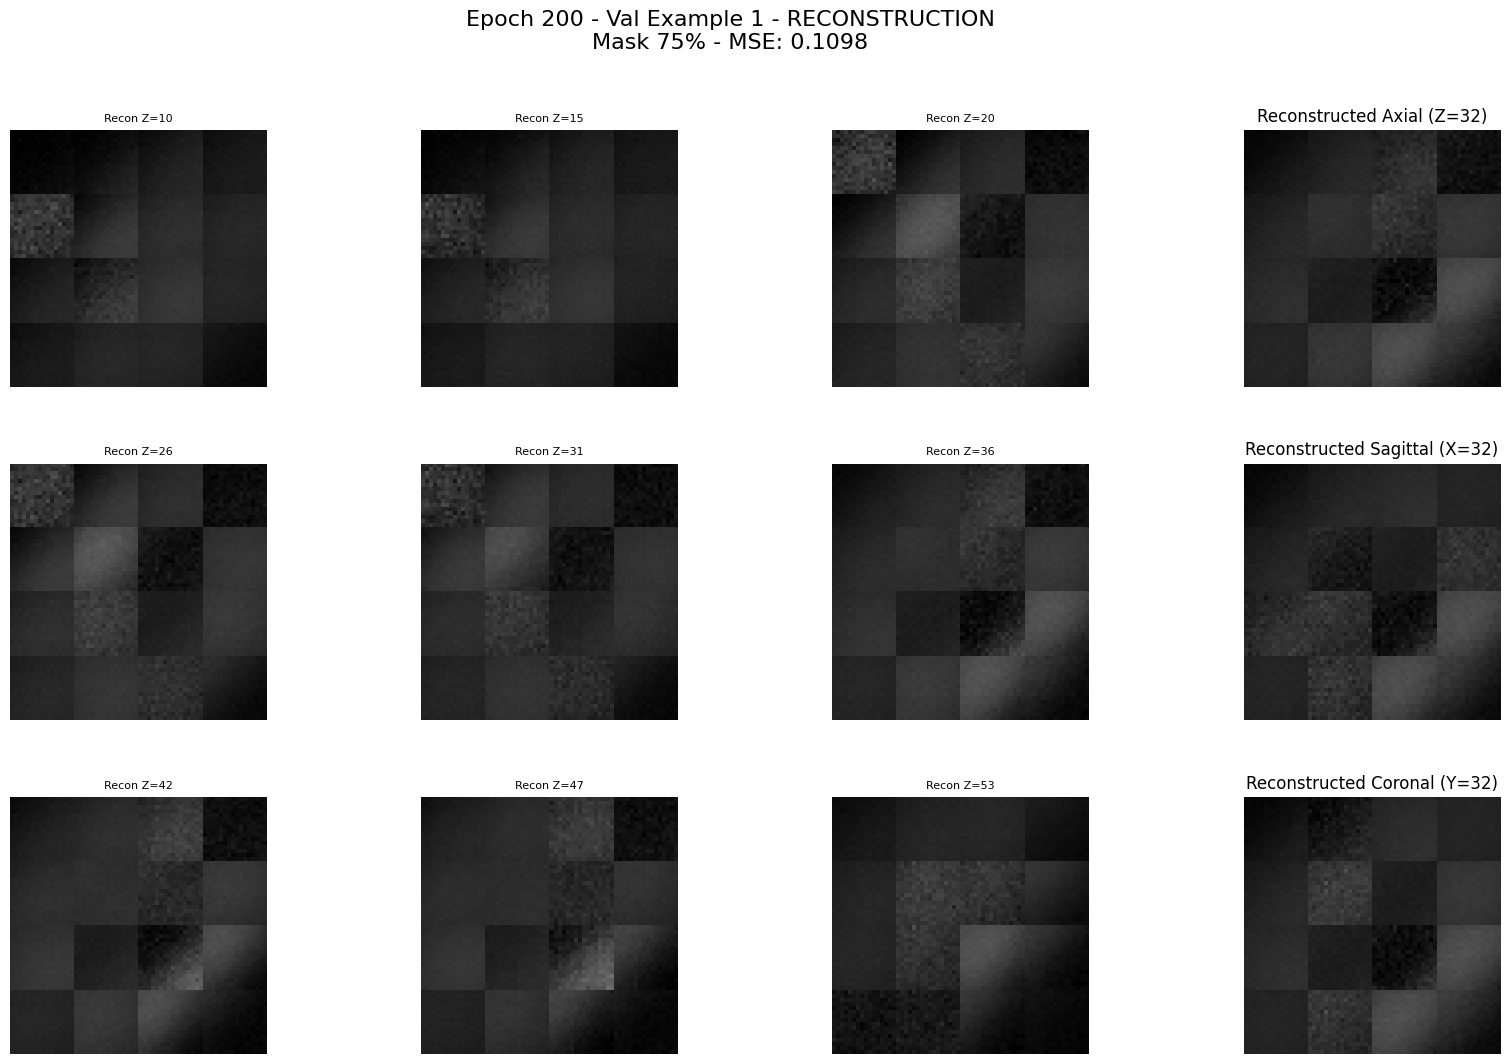 Epoch 200 - Val Example 1 - RECONSTRUCTION
Mask 75% - MSE: 0.1098
Recon Z=10
Recon Z=15
Recon Z=20
Reconstructed Axial (Z=32)
Recon Z=26
Recon Z=31
Recon Z=36
Reconstructed Sagittal (X=32)
Recon Z=42
Recon Z=47
Recon Z=53
Reconstructed Coronal (Y=32)